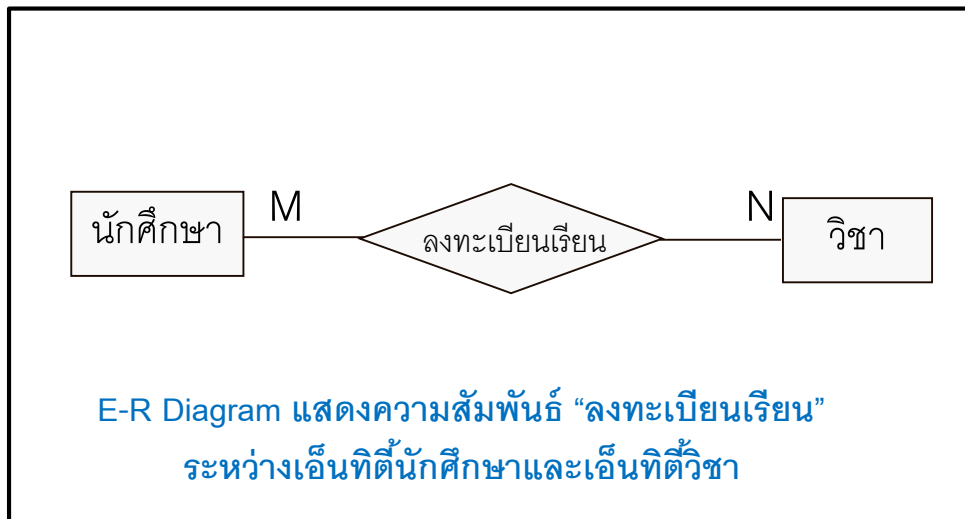 นักศึกษา
M
ลงทะเบียนเรียน
N
วิชา
E-R Diagram แสดงความสัมพันธ์ “ลงทะเบียนเรียน”
ระหว่างเอ็นทิตี้นักศึกษาและเอ็นทิตี้วิชา